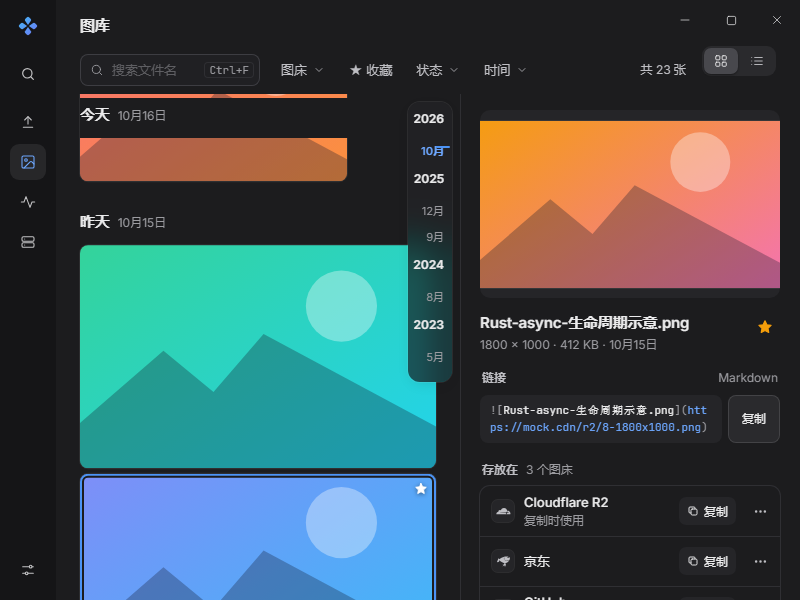 图库
搜索文件名 Ctrl+F
图床
★ 收藏
状态
时间
共 23 张
今天 10月16日
昨天 10月15日
2026
10月
2025
12月
9月
2024
8月
2023
5月
Rust-async-生命周期示意.png
1800 × 1000 · 412 KB · 10月15日
链接 Markdown
![Rust-async-生命周期示意.png](htt
ps://mock.cdn/r2/8-1800x1000.png)
复制
存放在 3 个图床
Cloudflare R2
复制时使用
复制
京东
复制